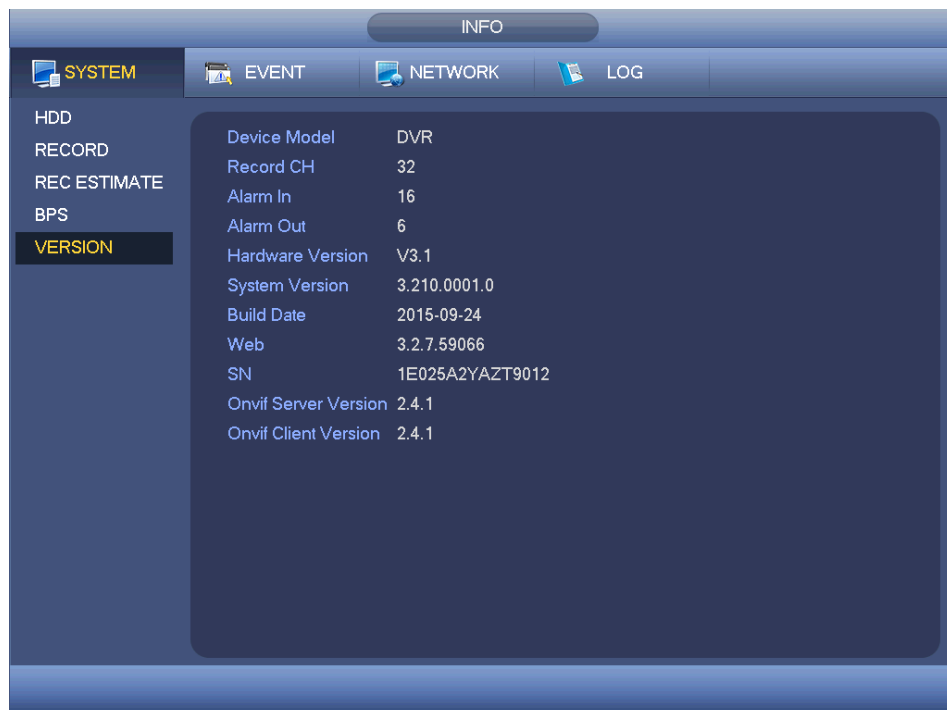 INFO
SYSTEM EVENT NETWORK LOG
HDD
RECORD
REC ESTIMATE
BPS
VERSION
Device Model DVR
Record CH 32
Alarm In 16
Alarm Out 6
Hardware Version V3.1
System Version 3.210.0001.0
Build Date 2015-09-24
Web 3.2.7.59066
SN 1E025A2YAZT9012
Onvif Server Version 2.4.1
Onvif Client Version 2.4.1